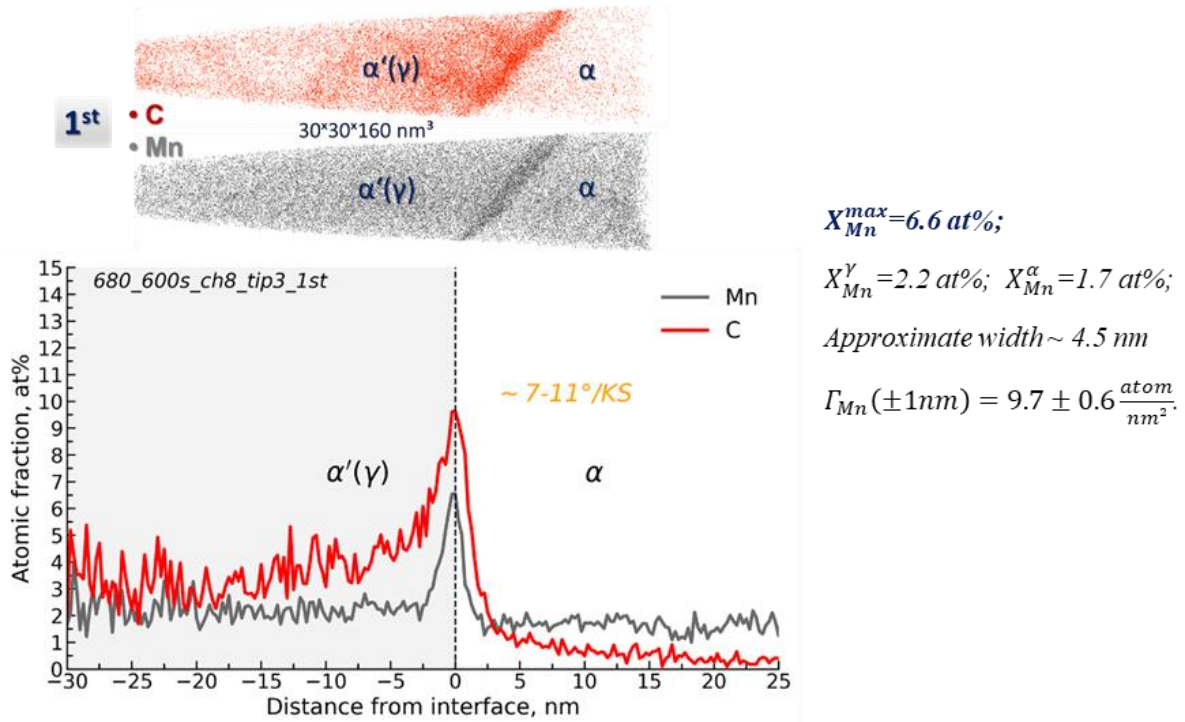 α'(γ) α
1st • C
30ˣ30ˣ160 nm³
• Mn
α'(γ) α
X_Mn^max=6.6 at%;
X_Mn^γ=2.2 at%; X_Mn^α=1.7 at%;
Approximate width~ 4.5 nm
Γ_Mn(±1nm) = 9.7 ± 0.6 atom/nm².
680_600s_ch8_tip3_1st
Mn
C
~ 7-11°/KS
α'(γ) α
Atomic fraction, at%
15
14
13
12
11
10
9
8
7
6
5
4
3
2
1
0
−30 −25 −20 −15 −10 −5 0 5 10 15 20 25
Distance from interface, nm